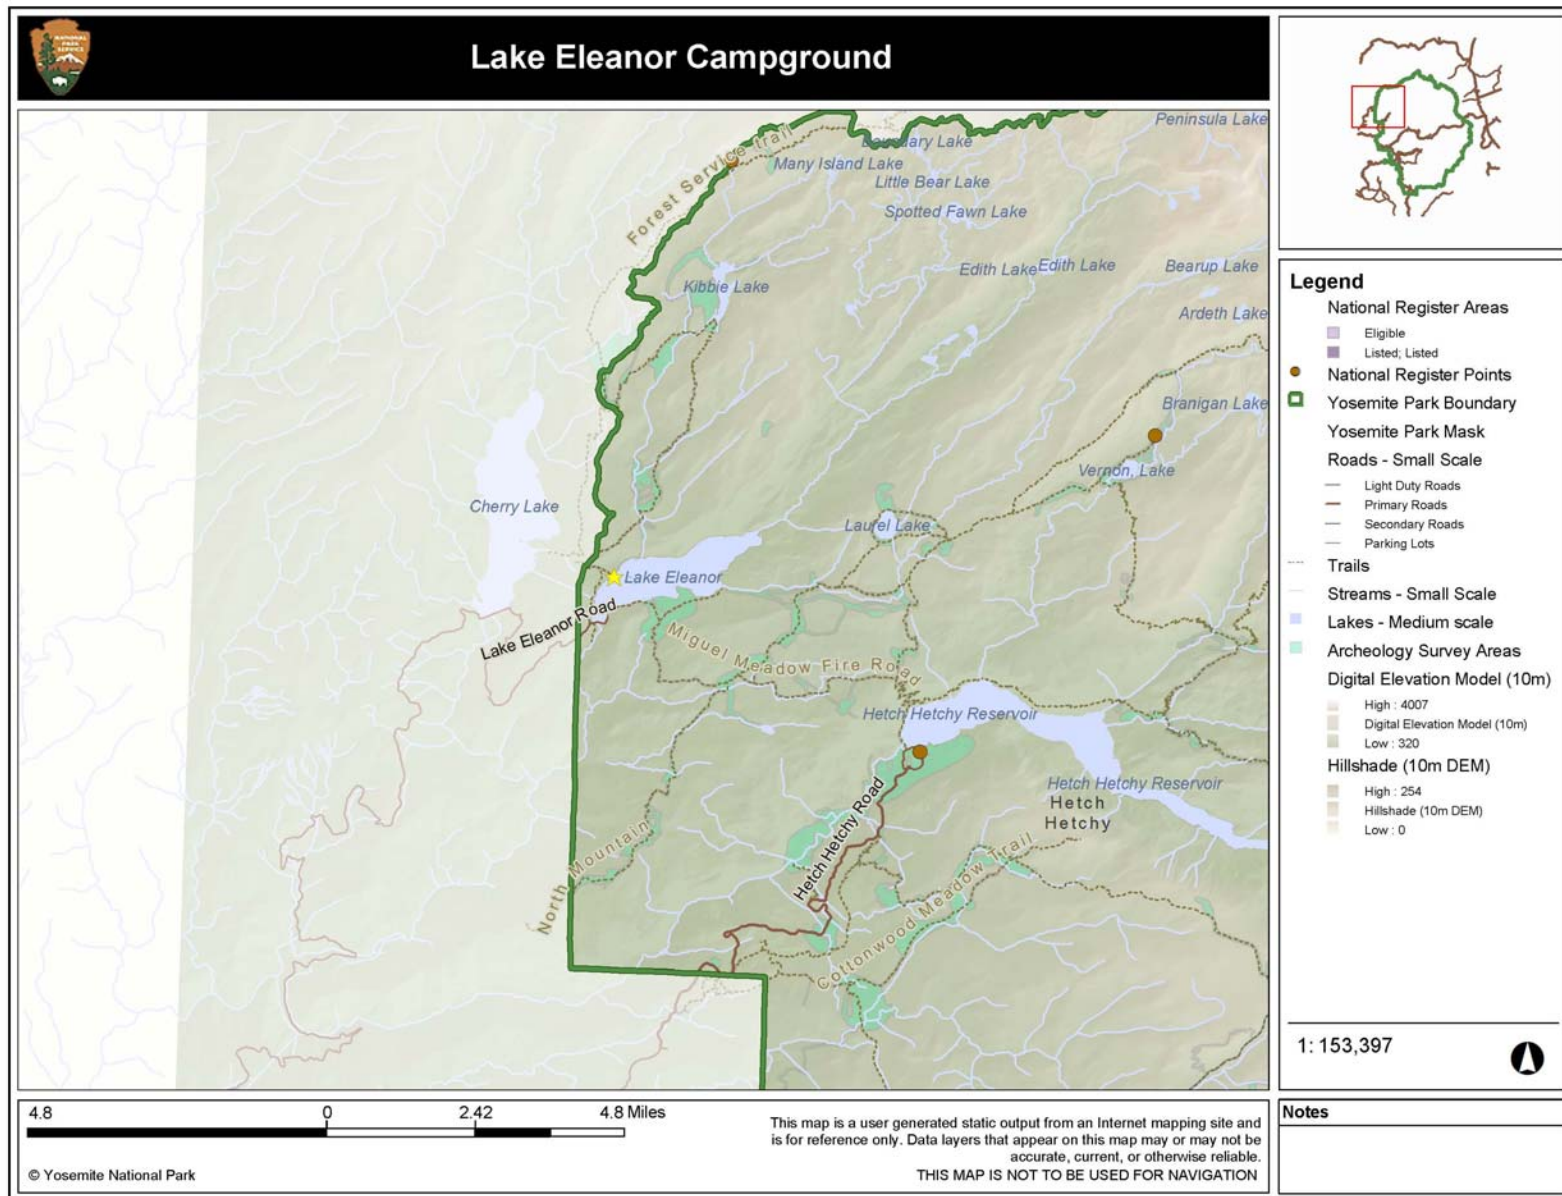 NATIONAL
PARK
SERVICE
Lake Eleanor Campground
Peninsula Lake
Boundary Lake
Forest Service trail
Many Island Lake
Little Bear Lake
Spotted Fawn Lake
Edith Lake
Edith Lake
Bearup Lake
Kibbie Lake
Ardeth Lake
Branigan Lake
Vernon, Lake
Cherry Lake
Laurel Lake
Lake Eleanor
Lake Eleanor Road
Miguel Meadow Fire Road
Hetch Hetchy Reservoir
Hetch Hetchy Reservoir
Hetch
Hetchy
Hetch Hetchy Road
North Mountain
Cottonwood Meadow Trail
Legend
National Register Areas
Eligible
Listed; Listed
National Register Points
Yosemite Park Boundary
Yosemite Park Mask
Roads - Small Scale
Light Duty Roads
Primary Roads
Secondary Roads
Parking Lots
Trails
Streams - Small Scale
Lakes - Medium scale
Archeology Survey Areas
Digital Elevation Model (10m)
High : 4007
Digital Elevation Model (10m)
Low : 320
Hillshade (10m DEM)
High : 254
Hillshade (10m DEM)
Low : 0
1: 153,397
4.8 0 2.42 4.8 Miles
© Yosemite National Park
This map is a user generated static output from an Internet mapping site and
is for reference only. Data layers that appear on this map may or may not be
accurate, current, or otherwise reliable.
THIS MAP IS NOT TO BE USED FOR NAVIGATION
Notes